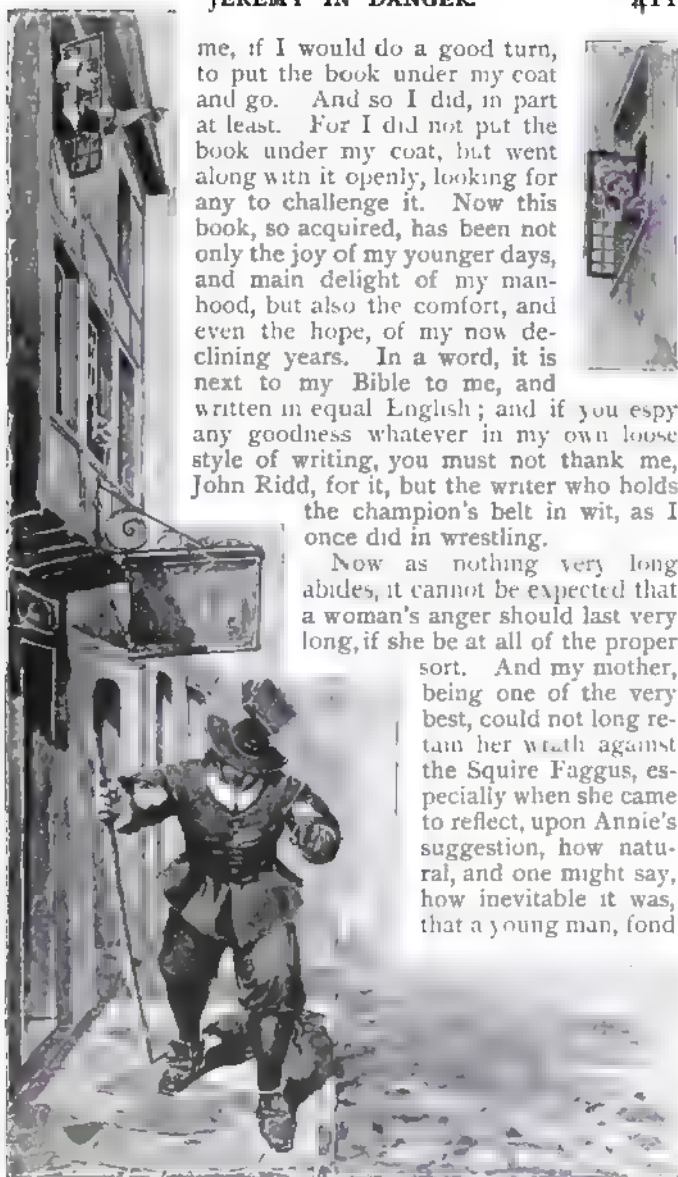 JEREMY IN DANGER.
me, if I would do a good turn,
to put the book under my coat
and go. And so I did, in part
at least. For I did not put the
book under my coat, but went
along with it openly, looking for
any to challenge it. Now this
book, so acquired, has been not
only the joy of my younger days,
and main delight of my man-
hood, but also the comfort, and
even the hope, of my now de-
clining years. In a word, it is
next to my Bible to me, and
written in equal English; and if you espy
any goodness whatever in my own loose
style of writing, you must not thank me,
John Ridd, for it, but the writer who holds
the champion's belt in wit, as I
once did in wrestling.
Now as nothing very long
abides, it cannot be expected that
a woman's anger should last very
long, if she be at all of the proper
sort. And my mother,
being one of the very
best, could not long re-
tain her wrath against
the Squire Faggus, es-
pecially when she came
to reflect, upon Annie's
suggestion, how natu-
ral, and one might say,
how inevitable it was,
that a young man, fond